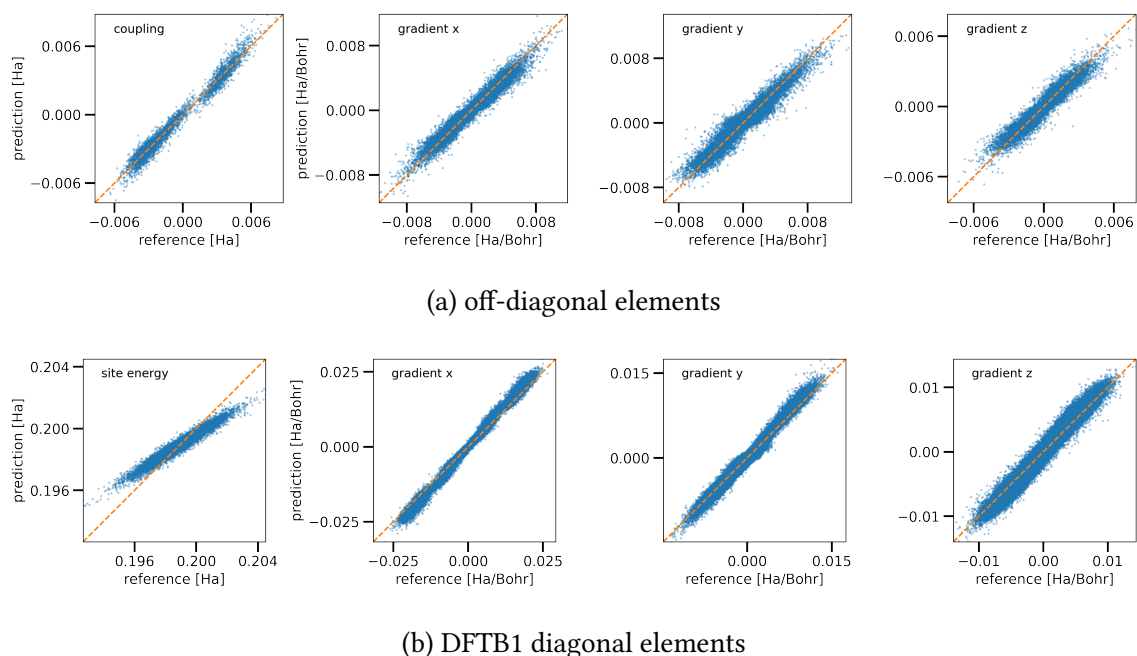 coupling
prediction [Ha]
0.006
0.000
−0.006
−0.006 0.000 0.006
reference [Ha]
gradient x
prediction [Ha/Bohr]
0.008
0.000
−0.008
−0.008 0.000 0.008
reference [Ha/Bohr]
gradient y
0.008
0.000
−0.008
−0.008 0.000 0.008
reference [Ha/Bohr]
gradient z
0.006
0.000
−0.006
−0.006 0.000 0.006
reference [Ha/Bohr]
(a) off-diagonal elements
site energy
prediction [Ha]
0.204
0.200
0.196
0.196 0.200 0.204
reference [Ha]
gradient x
prediction [Ha/Bohr]
0.025
0.000
−0.025
−0.025 0.000 0.025
reference [Ha/Bohr]
gradient y
0.015
0.000
0.000 0.015
reference [Ha/Bohr]
gradient z
0.01
0.00
−0.01
−0.01 0.00 0.01
reference [Ha/Bohr]
(b) DFTB1 diagonal elements